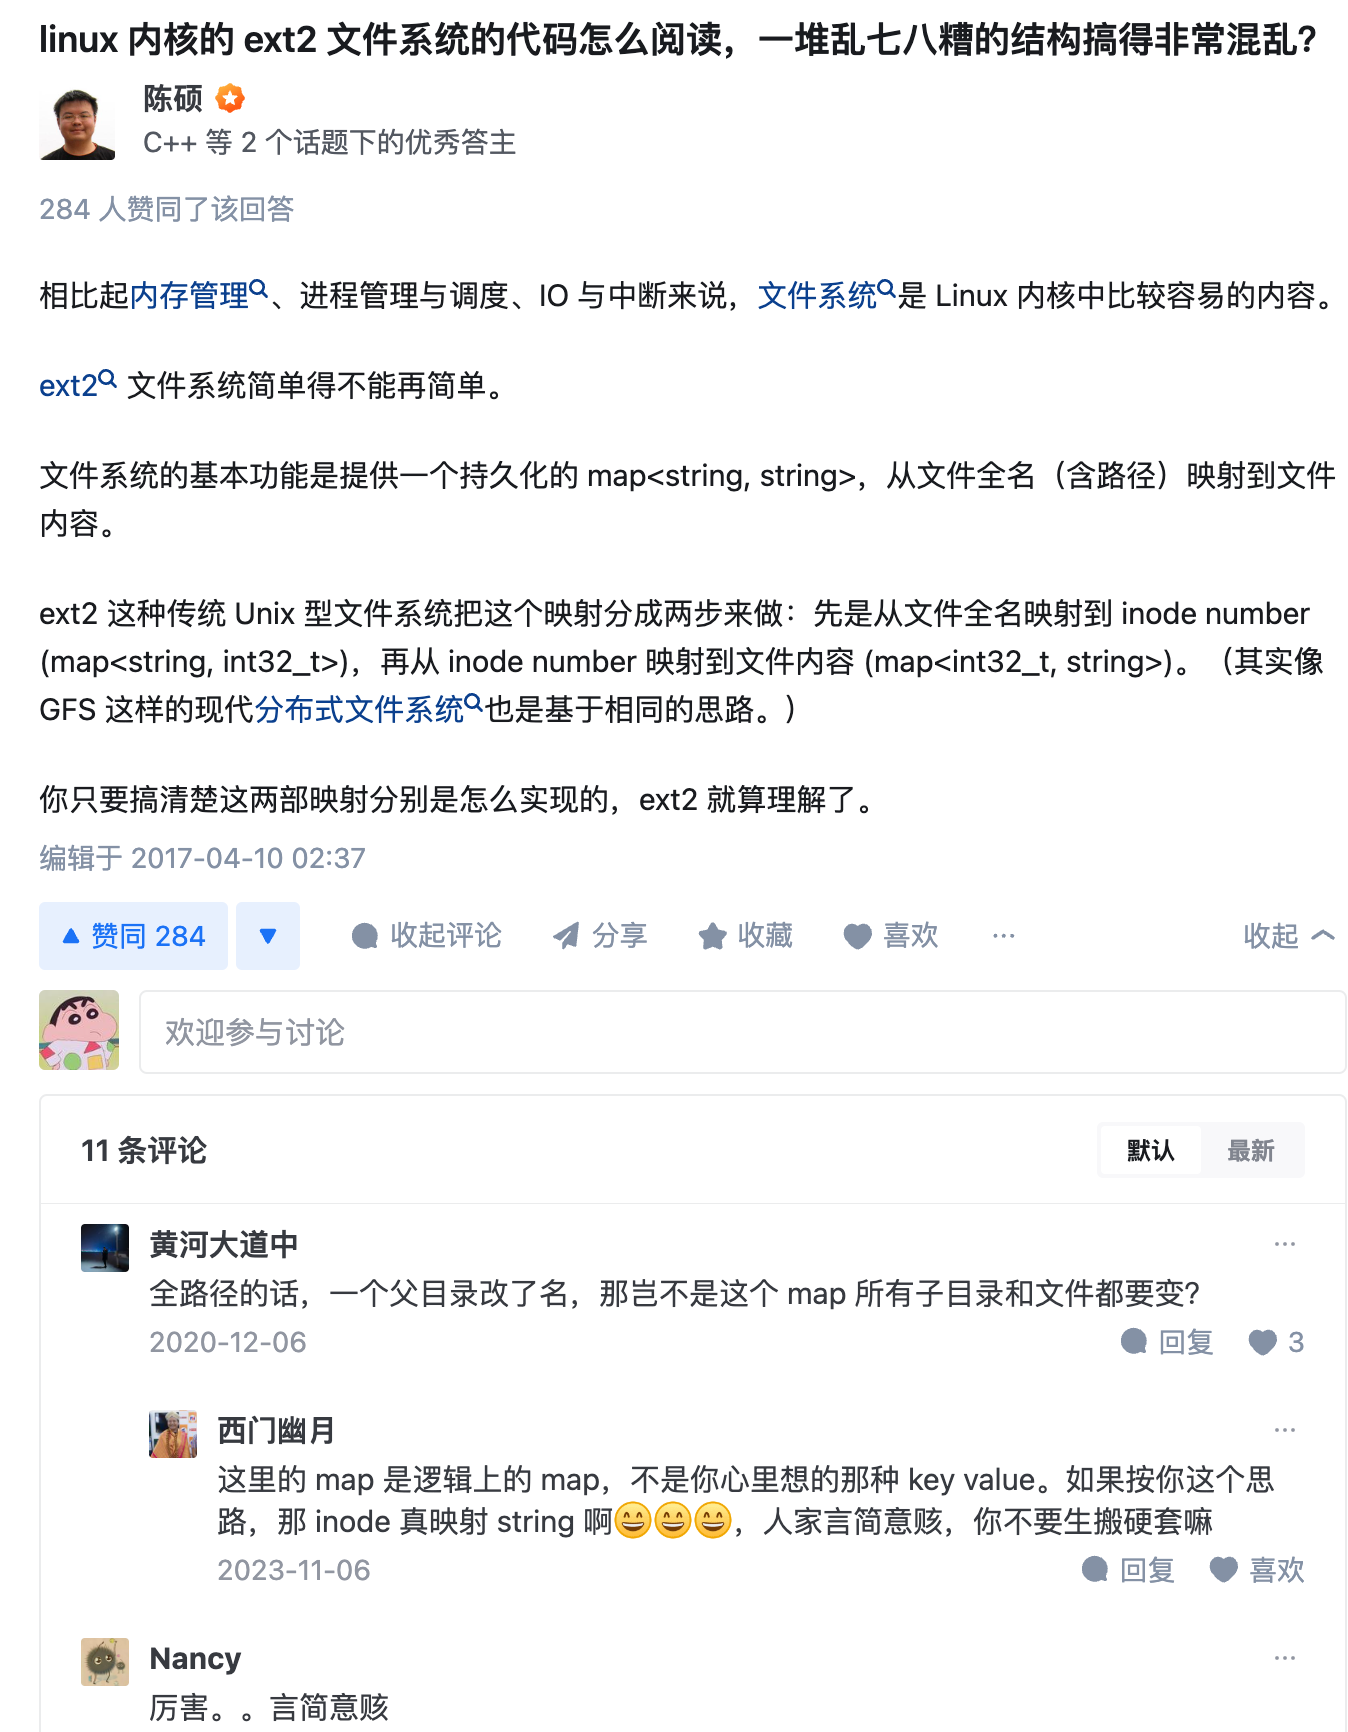 linux 内核的 ext2 文件系统的代码怎么阅读，一堆乱七八糟的结构搞得非常混乱？
陈硕
C++ 等 2 个话题下的优秀答主
284 人赞同了该回答
相比起内存管理、进程管理与调度、IO 与中断来说，文件系统是 Linux 内核中比较容易的内容。
ext2 文件系统简单得不能再简单。
文件系统的基本功能是提供一个持久化的 map<string, string>，从文件全名（含路径）映射到文件
内容。
ext2 这种传统 Unix 型文件系统把这个映射分成两步来做：先是从文件全名映射到 inode number
(map<string, int32_t>)，再从 inode number 映射到文件内容 (map<int32_t, string>)。（其实像
GFS 这样的现代分布式文件系统也是基于相同的思路。）
你只要搞清楚这两部映射分别是怎么实现的，ext2 就算理解了。
编辑于 2017-04-10 02:37
赞同 284 收起评论 分享 收藏 喜欢 ··· 收起
欢迎参与讨论
11 条评论 默认 最新
黄河大道中 ···
全路径的话，一个父目录改了名，那岂不是这个 map 所有子目录和文件都要变？
2020-12-06 回复 3
西门幽月 ···
这里的 map 是逻辑上的 map，不是你心里想的那种 key value。如果按你这个思
路，那 inode 真映射 string 啊😄😄😄，人家言简意赅，你不要生搬硬套嘛
2023-11-06 回复 喜欢
Nancy ···
厉害。。言简意赅